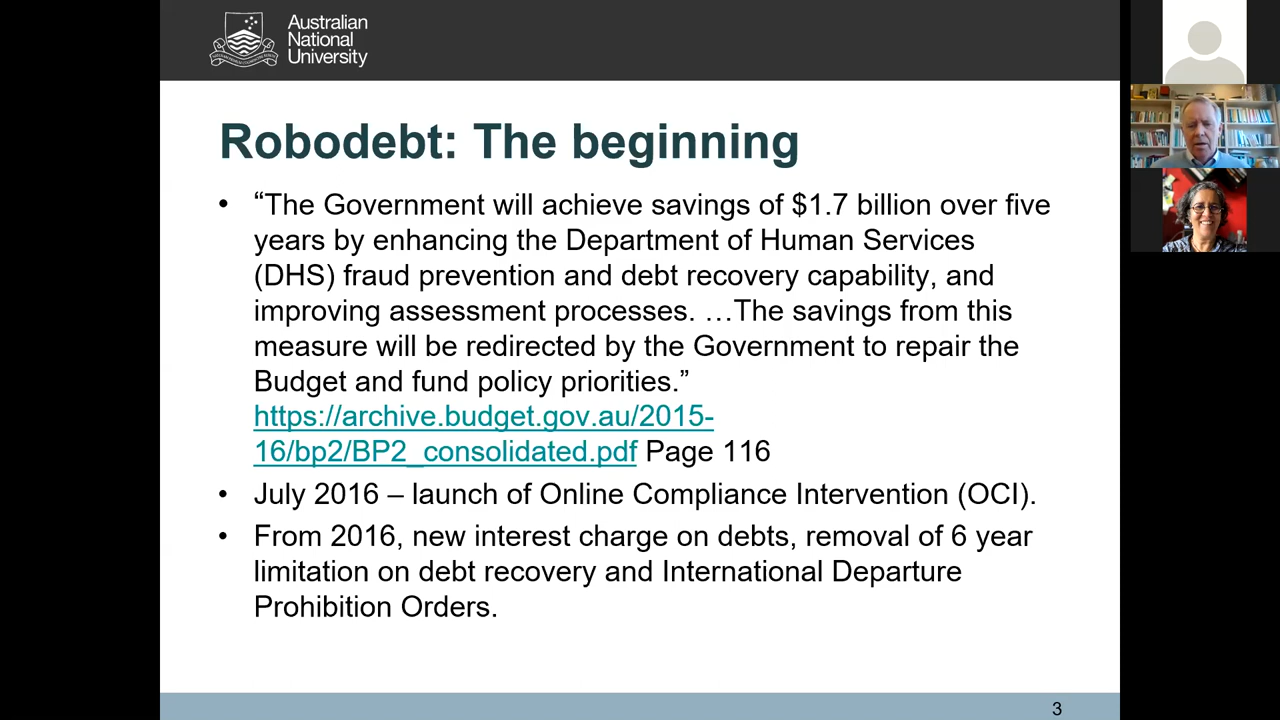 Australian
National
University
Robodebt: The beginning
• “The Government will achieve savings of $1.7 billion over five
years by enhancing the Department of Human Services
(DHS) fraud prevention and debt recovery capability, and
improving assessment processes. …The savings from this
measure will be redirected by the Government to repair the
Budget and fund policy priorities.”
https://archive.budget.gov.au/2015-
16/bp2/BP2_consolidated.pdf Page 116
• July 2016 – launch of Online Compliance Intervention (OCI).
• From 2016, new interest charge on debts, removal of 6 year
limitation on debt recovery and International Departure
Prohibition Orders.
3